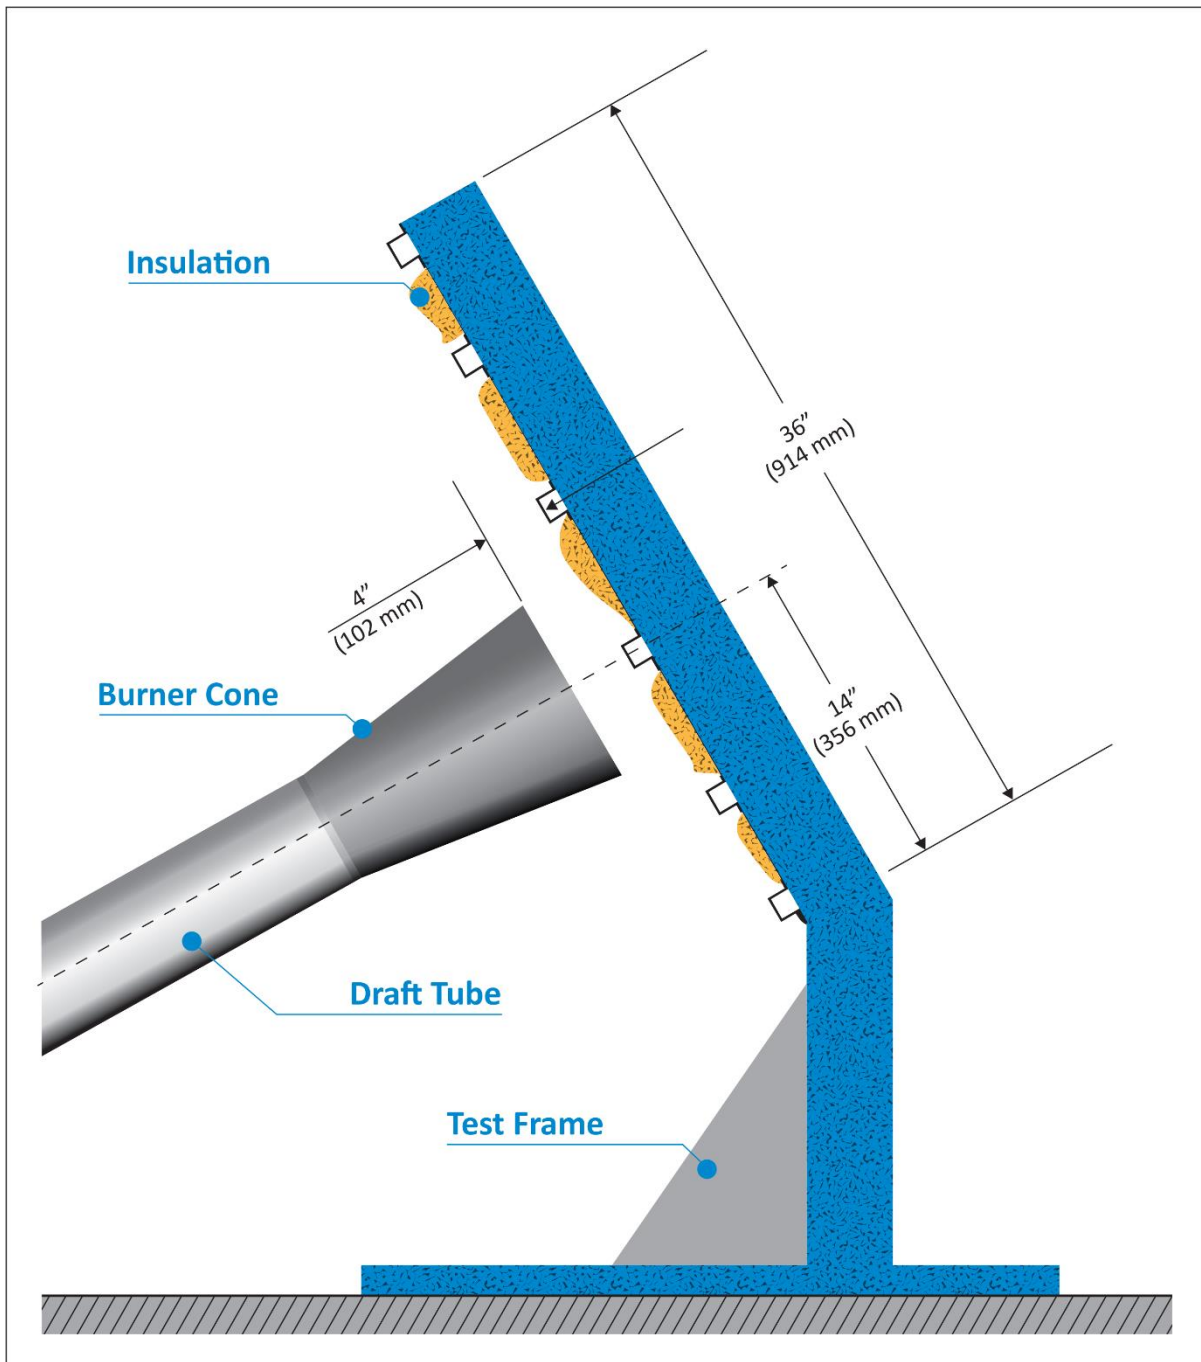 Insulation
36”
(914 mm)
4”
(102 mm)
Burner Cone
14”
(356 mm)
Draft Tube
Test Frame